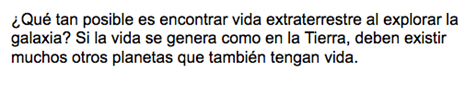 ¿Qué tan posible es encontrar vida extraterrestre al explorar la
galaxia? Si la vida se genera como en la Tierra, deben existir
muchos otros planetas que también tengan vida.